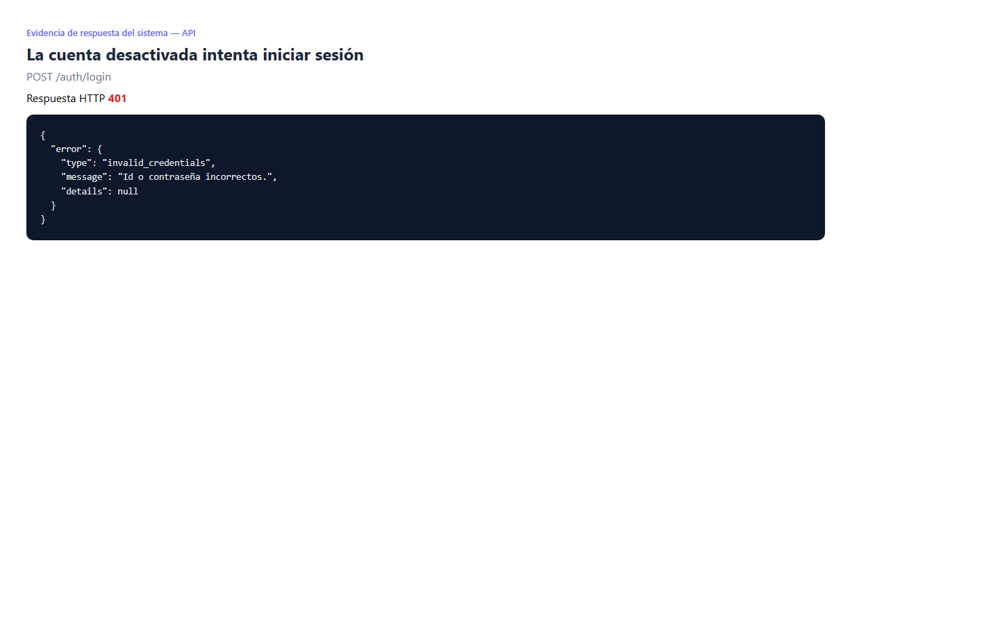 Evidencia de respuesta del sistema — API
La cuenta desactivada intenta iniciar sesión
POST /auth/login
Respuesta HTTP 401
{
  "error": {
    "type": "invalid_credentials",
    "message": "Id o contraseña incorrectos.",
    "details": null
  }
}